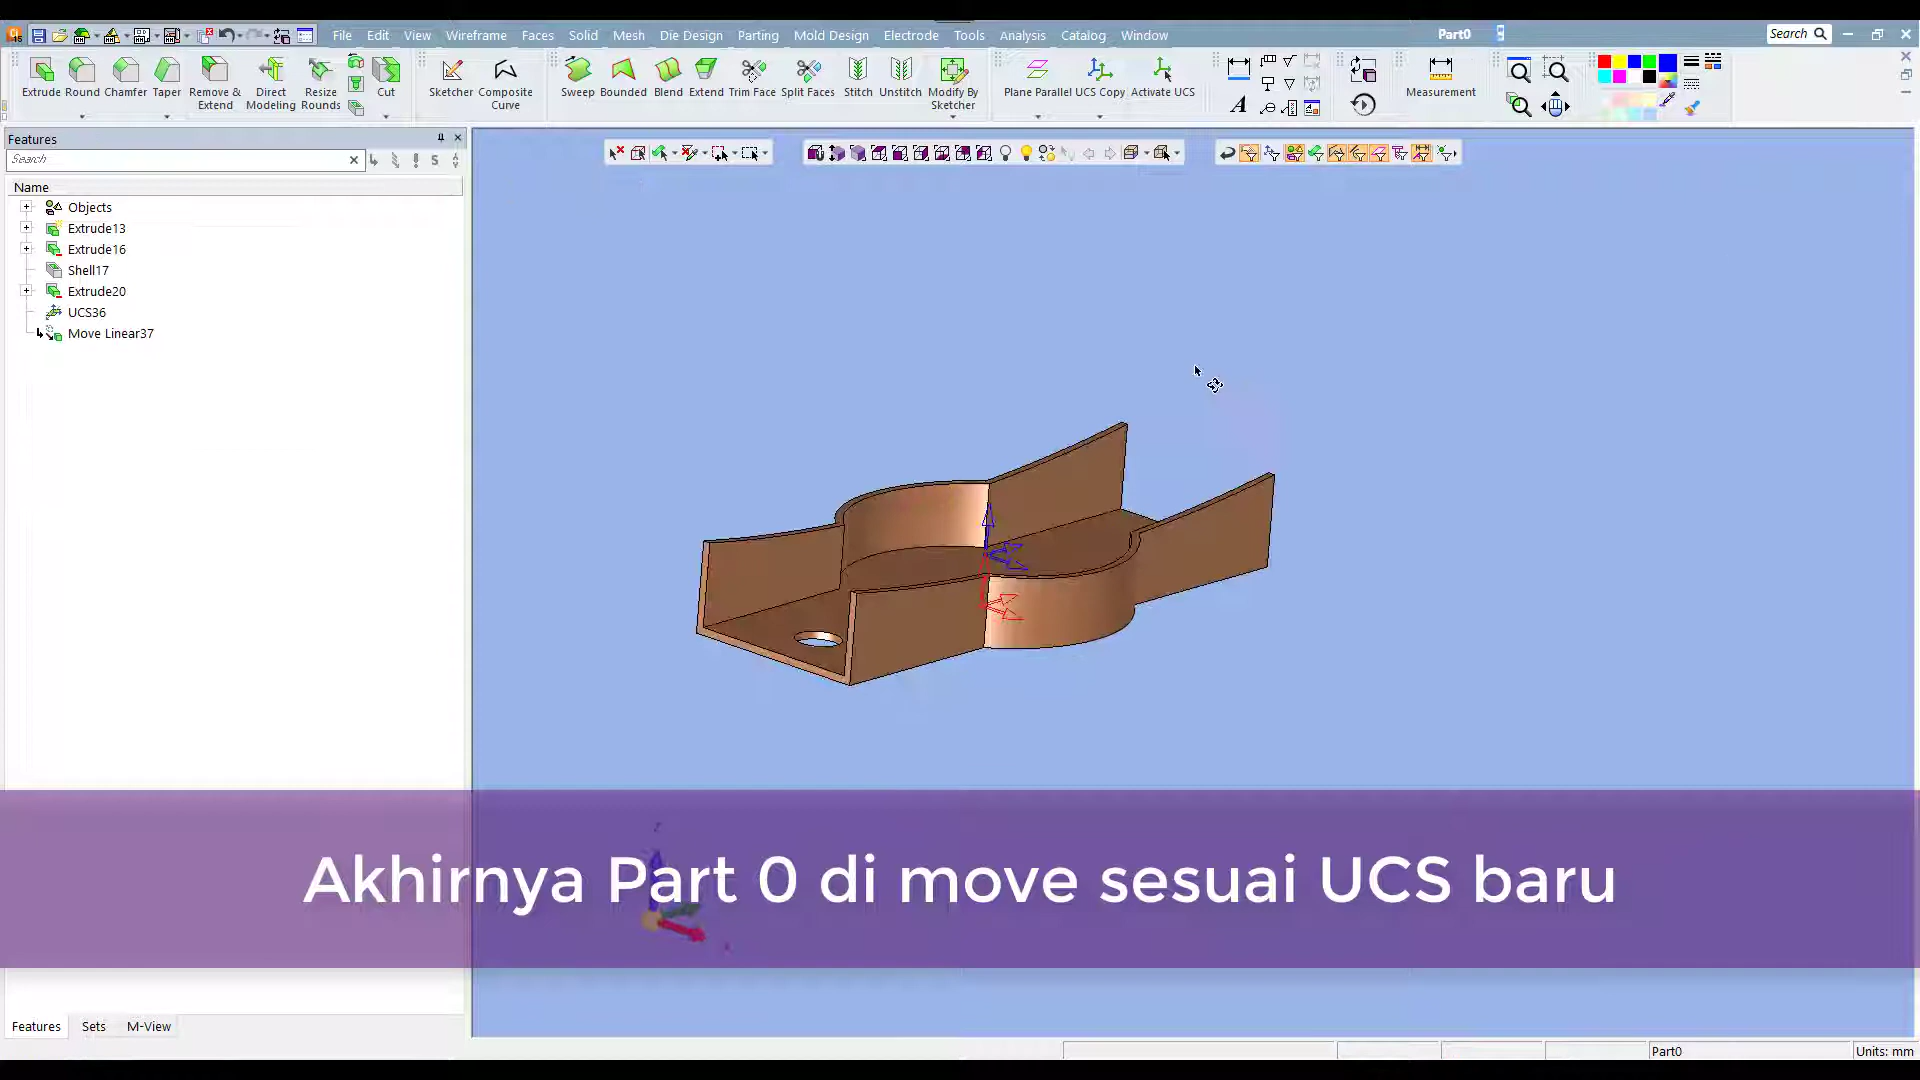 File Edit View Wireframe Faces Solid Mesh Die Design Parting Mold Design Electrode Tools Analysis Catalog Window
Part0
Search
Extrude Round Chamfer Taper Remove & Extend Direct Modeling Resize Rounds Cut
Sketcher Composite Curve
Sweep Bounded Blend Extend Trim Face Split Faces Stitch Unstitch Modify By Sketcher
Plane Parallel UCS Copy Activate UCS
A
Measurement
Features
Search
S
Name
Objects
Extrude13
Extrude16
Shell17
Extrude20
UCS36
Move Linear37
Akhirnya Part 0 di move sesuai UCS baru
Features Sets M-View
Part0
Units: mm